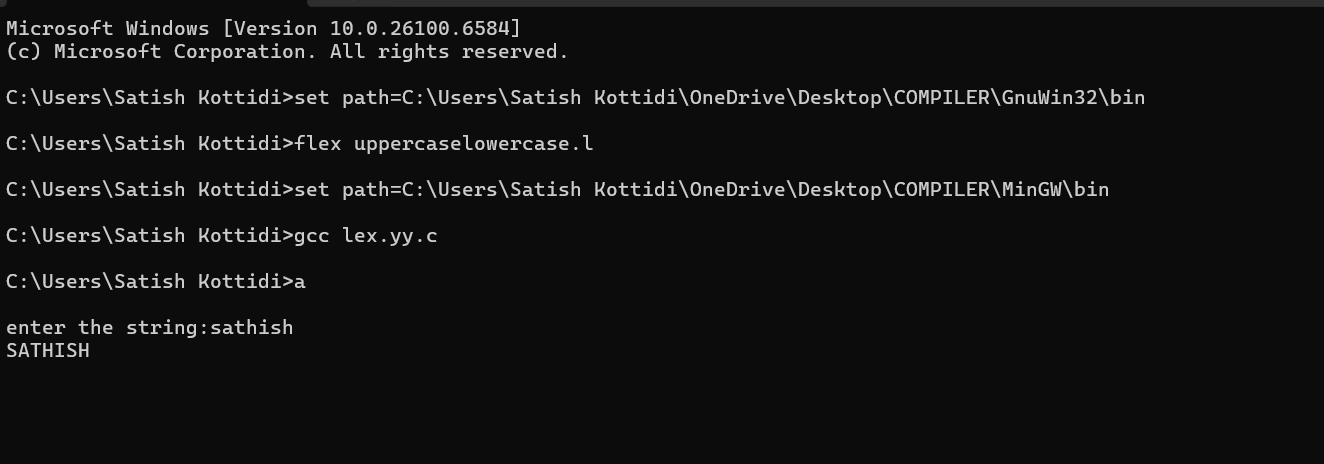 Microsoft Windows [Version 10.0.26100.6584]
(c) Microsoft Corporation. All rights reserved.
C:\Users\Satish Kottidi>set path=C:\Users\Satish Kottidi\OneDrive\Desktop\COMPILER\GnuWin32\bin
C:\Users\Satish Kottidi>flex uppercaselowercase.l
C:\Users\Satish Kottidi>set path=C:\Users\Satish Kottidi\OneDrive\Desktop\COMPILER\MinGW\bin
C:\Users\Satish Kottidi>gcc lex.yy.c
C:\Users\Satish Kottidi>a
enter the string:sathish
SATHISH